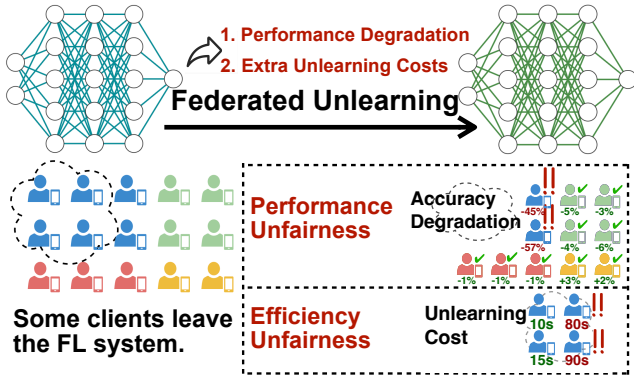 1. Performance Degradation
2. Extra Unlearning Costs
Federated Unlearning
Some clients leave
the FL system.
Performance
Unfairness
Accuracy
Degradation
!!
-45% -5% -3%
!!
-57% -4% -6%
-1% -1% -1% +3% +2%
Efficiency
Unfairness
Unlearning
Cost
10s 80s !!
15s 90s !!